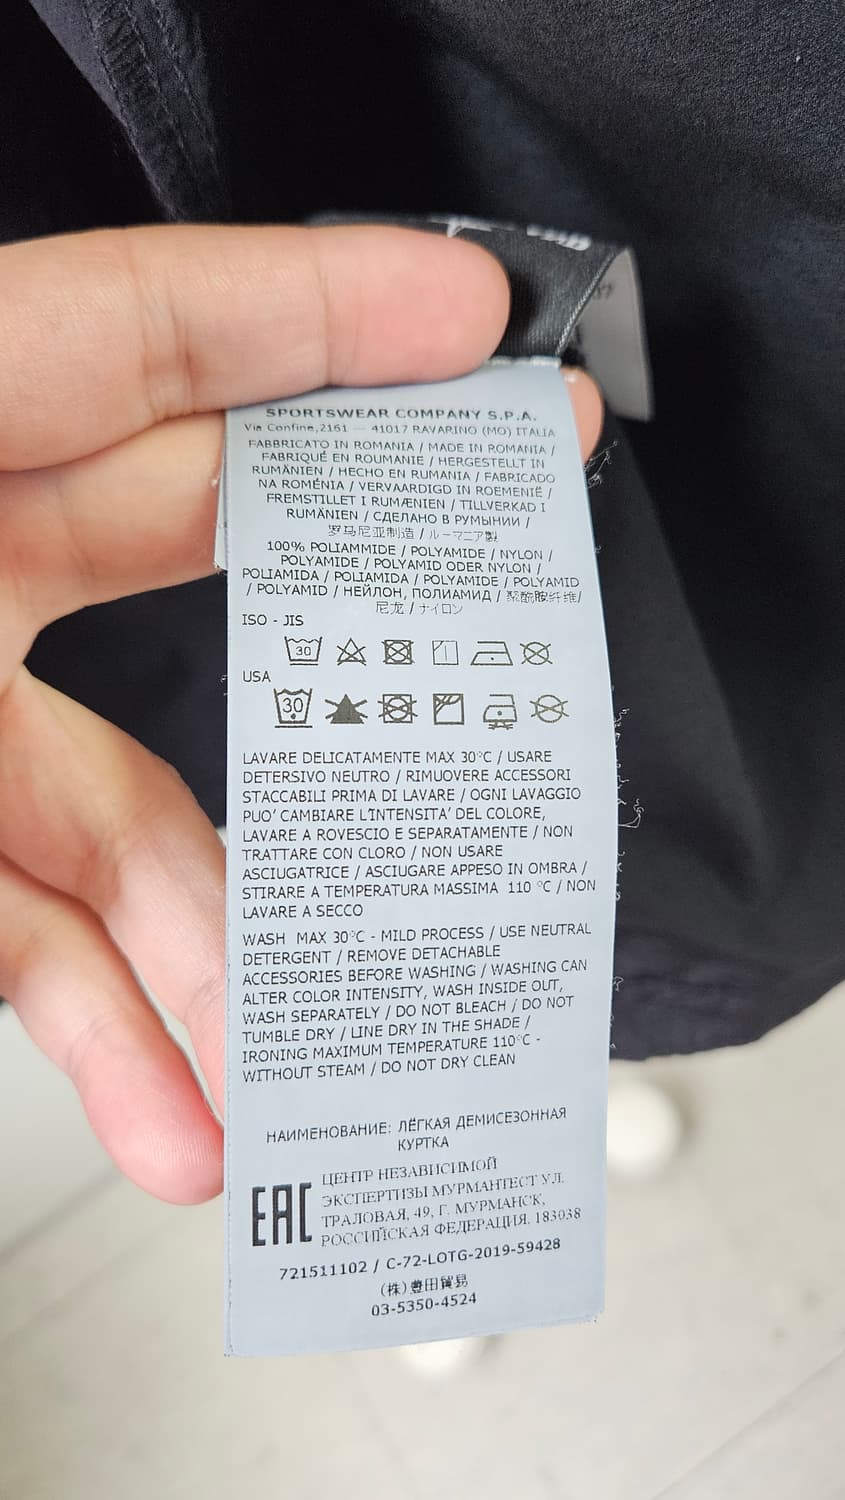 SPORTSWEAR COMPANY S.P.A.
Via Confine,2161 — 41017 RAVARINO (MO) ITALIA
FABBRICATO IN ROMANIA / MADE IN ROMANIA /
FABRIQUÉ EN ROUMANIE / HERGESTELLT IN
RUMÄNIEN / HECHO EN RUMANIA / FABRICADO
NA ROMÉNIA / VERVAARDIGD IN ROEMENIË /
FREMSTILLET I RUMÆNIEN / TILLVERKAD I
RUMÄNIEN / СДЕЛАНО В РУМЫНИИ /
罗马尼亚制造 / ルーマニア製
100% POLIAMMIDE / POLYAMIDE / NYLON /
POLYAMIDE / POLYAMID ODER NYLON /
POLIAMIDA / POLIAMIDA / POLYAMIDE / POLYAMID
/ POLYAMID / НЕЙЛОН, ПОЛИАМИД / 聚酰胺纤维/
尼龙 / ナイロン
ISO - JIS
30
USA
30
LAVARE DELICATAMENTE MAX 30°C / USARE
DETERSIVO NEUTRO / RIMUOVERE ACCESSORI
STACCABILI PRIMA DI LAVARE / OGNI LAVAGGIO
PUO' CAMBIARE L'INTENSITA' DEL COLORE,
LAVARE A ROVESCIO E SEPARATAMENTE / NON
TRATTARE CON CLORO / NON USARE
ASCIUGATRICE / ASCIUGARE APPESO IN OMBRA /
STIRARE A TEMPERATURA MASSIMA 110 °C / NON
LAVARE A SECCO
WASH MAX 30°C - MILD PROCESS / USE NEUTRAL
DETERGENT / REMOVE DETACHABLE
ACCESSORIES BEFORE WASHING / WASHING CAN
ALTER COLOR INTENSITY, WASH INSIDE OUT,
WASH SEPARATELY / DO NOT BLEACH / DO NOT
TUMBLE DRY / LINE DRY IN THE SHADE /
IRONING MAXIMUM TEMPERATURE 110°C -
WITHOUT STEAM / DO NOT DRY CLEAN
НАИМЕНОВАНИЕ: ЛЁГКАЯ ДЕМИСЕЗОННАЯ
КУРТКА
EAC
ЦЕНТР НЕЗАВИСИМОЙ
ЭКСПЕРТИЗЫ МУРМАНТЕСТ УЛ.
ТРАЛОВАЯ, 49, Г. МУРМАНСК,
РОССИЙСКАЯ ФЕДЕРАЦИЯ. 183038
721511102 / C-72-LOTG-2019-59428
(株)豊田貿易
03-5350-4524